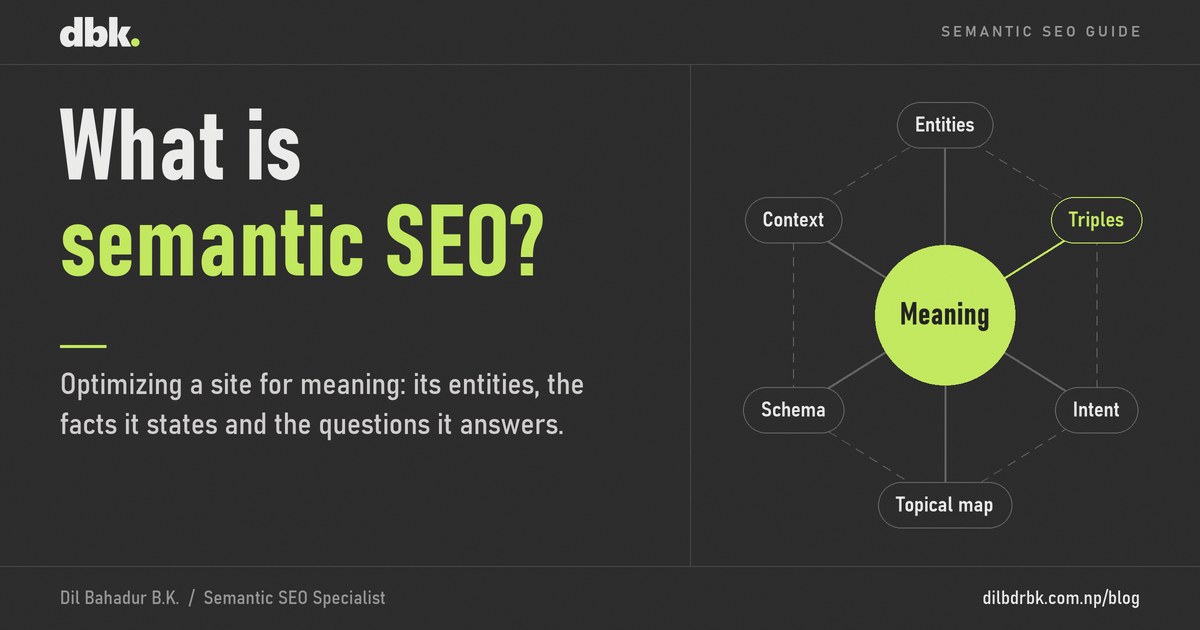 dbk.
SEMANTIC SEO GUIDE
What is
semantic SEO?
Optimizing a site for meaning: its entities, the
facts it states and the questions it answers.
Entities
Context
Triples
Meaning
Schema
Intent
Topical map
Dil Bahadur B.K. / Semantic SEO Specialist
dilbdrbk.com.np/blog